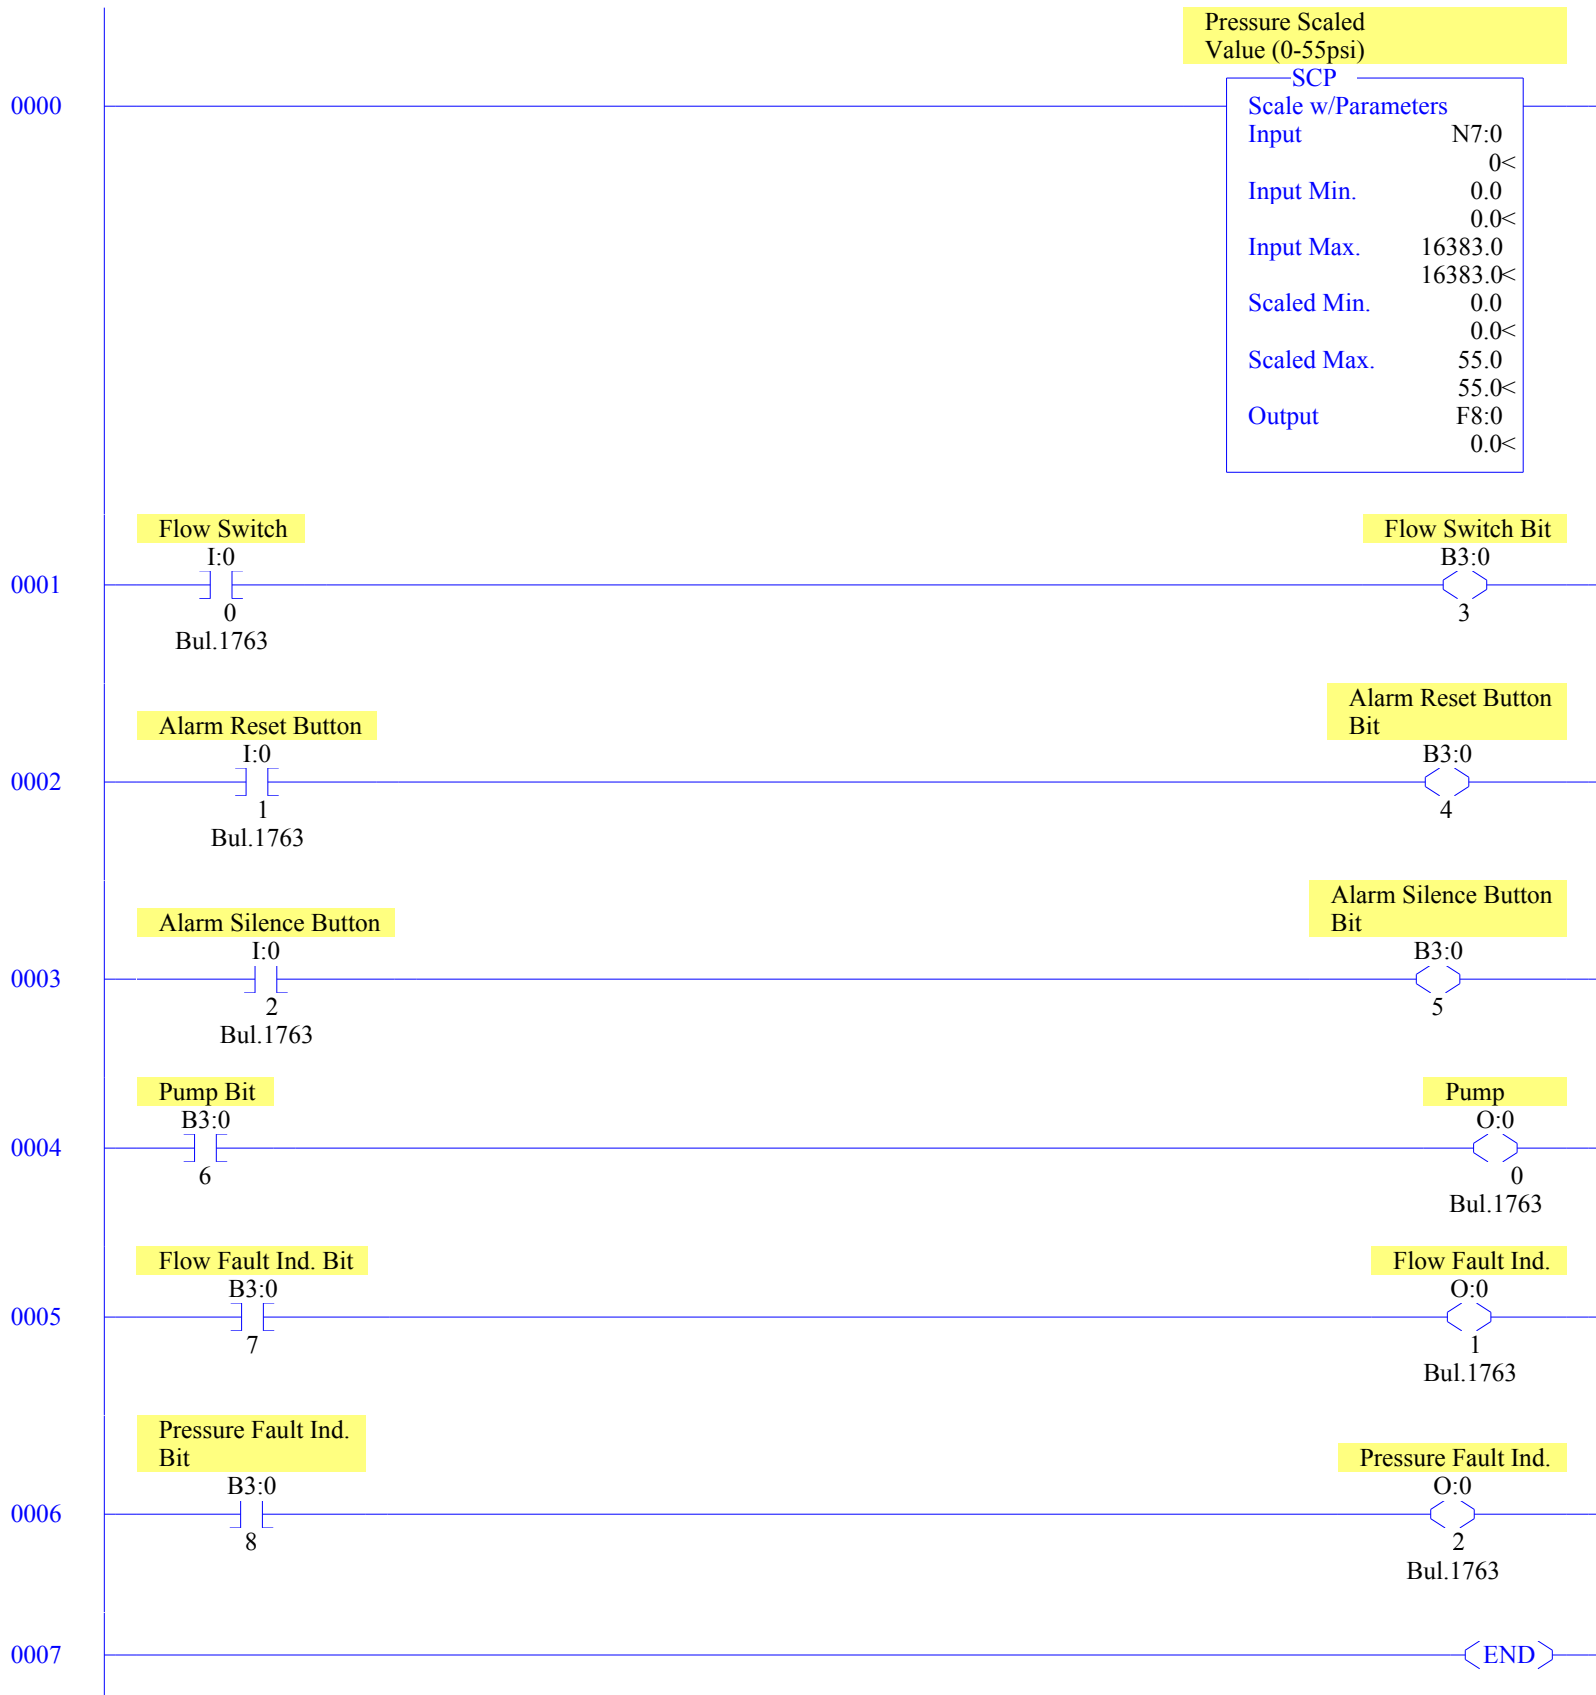 Pressure Scaled
Value (0-55psi)
SCP
0000
Scale w/Parameters
Input N7:0
0<
Input Min. 0.0
0.0<
Input Max. 16383.0
16383.0<
Scaled Min. 0.0
0.0<
Scaled Max. 55.0
55.0<
Output F8:0
0.0<
Flow Switch Flow Switch Bit
I:0 B3:0
0001
0 3
Bul.1763
Alarm Reset Button
Bit
Alarm Reset Button
I:0 B3:0
0002
1 4
Bul.1763
Alarm Silence Button
Bit
Alarm Silence Button
I:0 B3:0
0003
2 5
Bul.1763
Pump Bit Pump
B3:0 O:0
0004
6 0
Bul.1763
Flow Fault Ind. Bit Flow Fault Ind.
B3:0 O:0
0005
7 1
Bul.1763
Pressure Fault Ind.
Bit
Pressure Fault Ind.
B3:0 O:0
0006
8 2
Bul.1763
0007 END